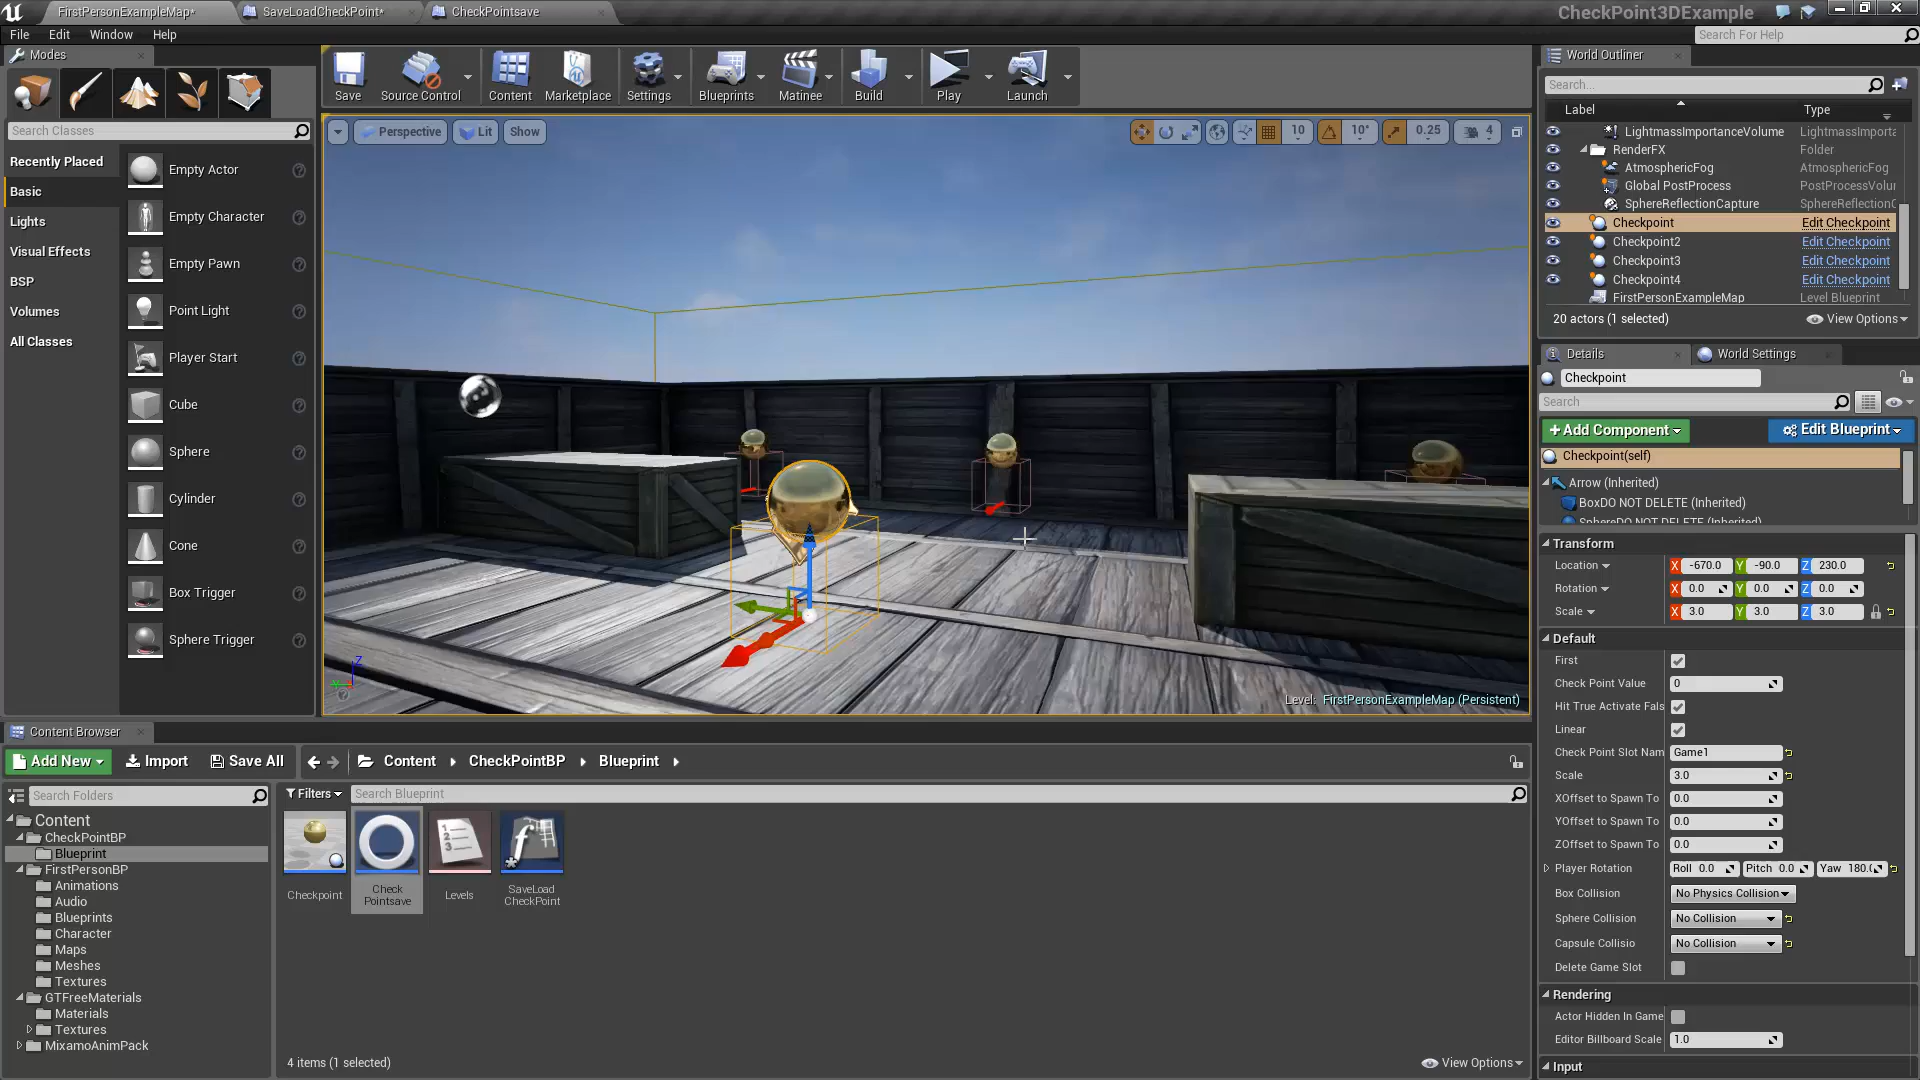 FirstPersonExampleMap*
SaveLoadCheckPoint*
CheckPointsave
CheckPoint3DExample
File Edit Window Help
Search For Help
Modes
Search Classes
Recently Placed
Basic
Lights
Visual Effects
BSP
Volumes
All Classes
Empty Actor
Empty Character
Empty Pawn
Point Light
Player Start
Cube
Sphere
Cylinder
Cone
Box Trigger
Sphere Trigger
Save
Source Control
Content
Marketplace
Settings
Blueprints
Matinee
Build
Play
Launch
Perspective
Lit
Show
10
10°
0.25
4
Level: FirstPersonExampleMap (Persistent)
World Outliner
Search...
Label Type
LightmassImportanceVolume Lightmass​Importa
RenderFX Folder
AtmosphericFog AtmosphericFog
Global PostProcess PostProcessVolu
SphereReflectionCapture SphereReflectionC
Checkpoint Edit Checkpoint
Checkpoint2 Edit Checkpoint
Checkpoint3 Edit Checkpoint
Checkpoint4 Edit Checkpoint
FirstPersonExampleMap Level Blueprint
20 actors (1 selected)
View Options
Details
World Settings
Checkpoint
Search
+Add Component
Edit Blueprint
Checkpoint(self)
Arrow (Inherited)
BoxDO NOT DELETE (Inherited)
SphereDO NOT DELETE (Inherited)
Transform
Location X -670.0 Y -90.0 Z 230.0
Rotation X 0.0 Y 0.0 Z 0.0
Scale X 3.0 Y 3.0 Z 3.0
Default
First
Check Point Value 0
Hit True Activate Fals
Linear
Check Point Slot Nam Game1
Scale 3.0
XOffset to Spawn To 0.0
YOffset to Spawn To 0.0
ZOffset to Spawn To 0.0
Player Rotation Roll 0.0 Pitch 0.0 Yaw 180.(
Box Collision No Physics Collision
Sphere Collision No Collision
Capsule Collisio No Collision
Delete Game Slot
Rendering
Actor Hidden In Game
Editor Billboard Scale 1.0
Input
Content Browser
Add New
Import
Save All
Content CheckPointBP Blueprint
Search Folders
Filters
Search Blueprint
Content
CheckPointBP
Blueprint
FirstPersonBP
Animations
Audio
Blueprints
Character
Maps
Meshes
Textures
GTFreeMaterials
Materials
Textures
MixamoAnimPack
Checkpoint
Check
Pointsave
Levels
SaveLoad
CheckPoint
4 items (1 selected)
View Options